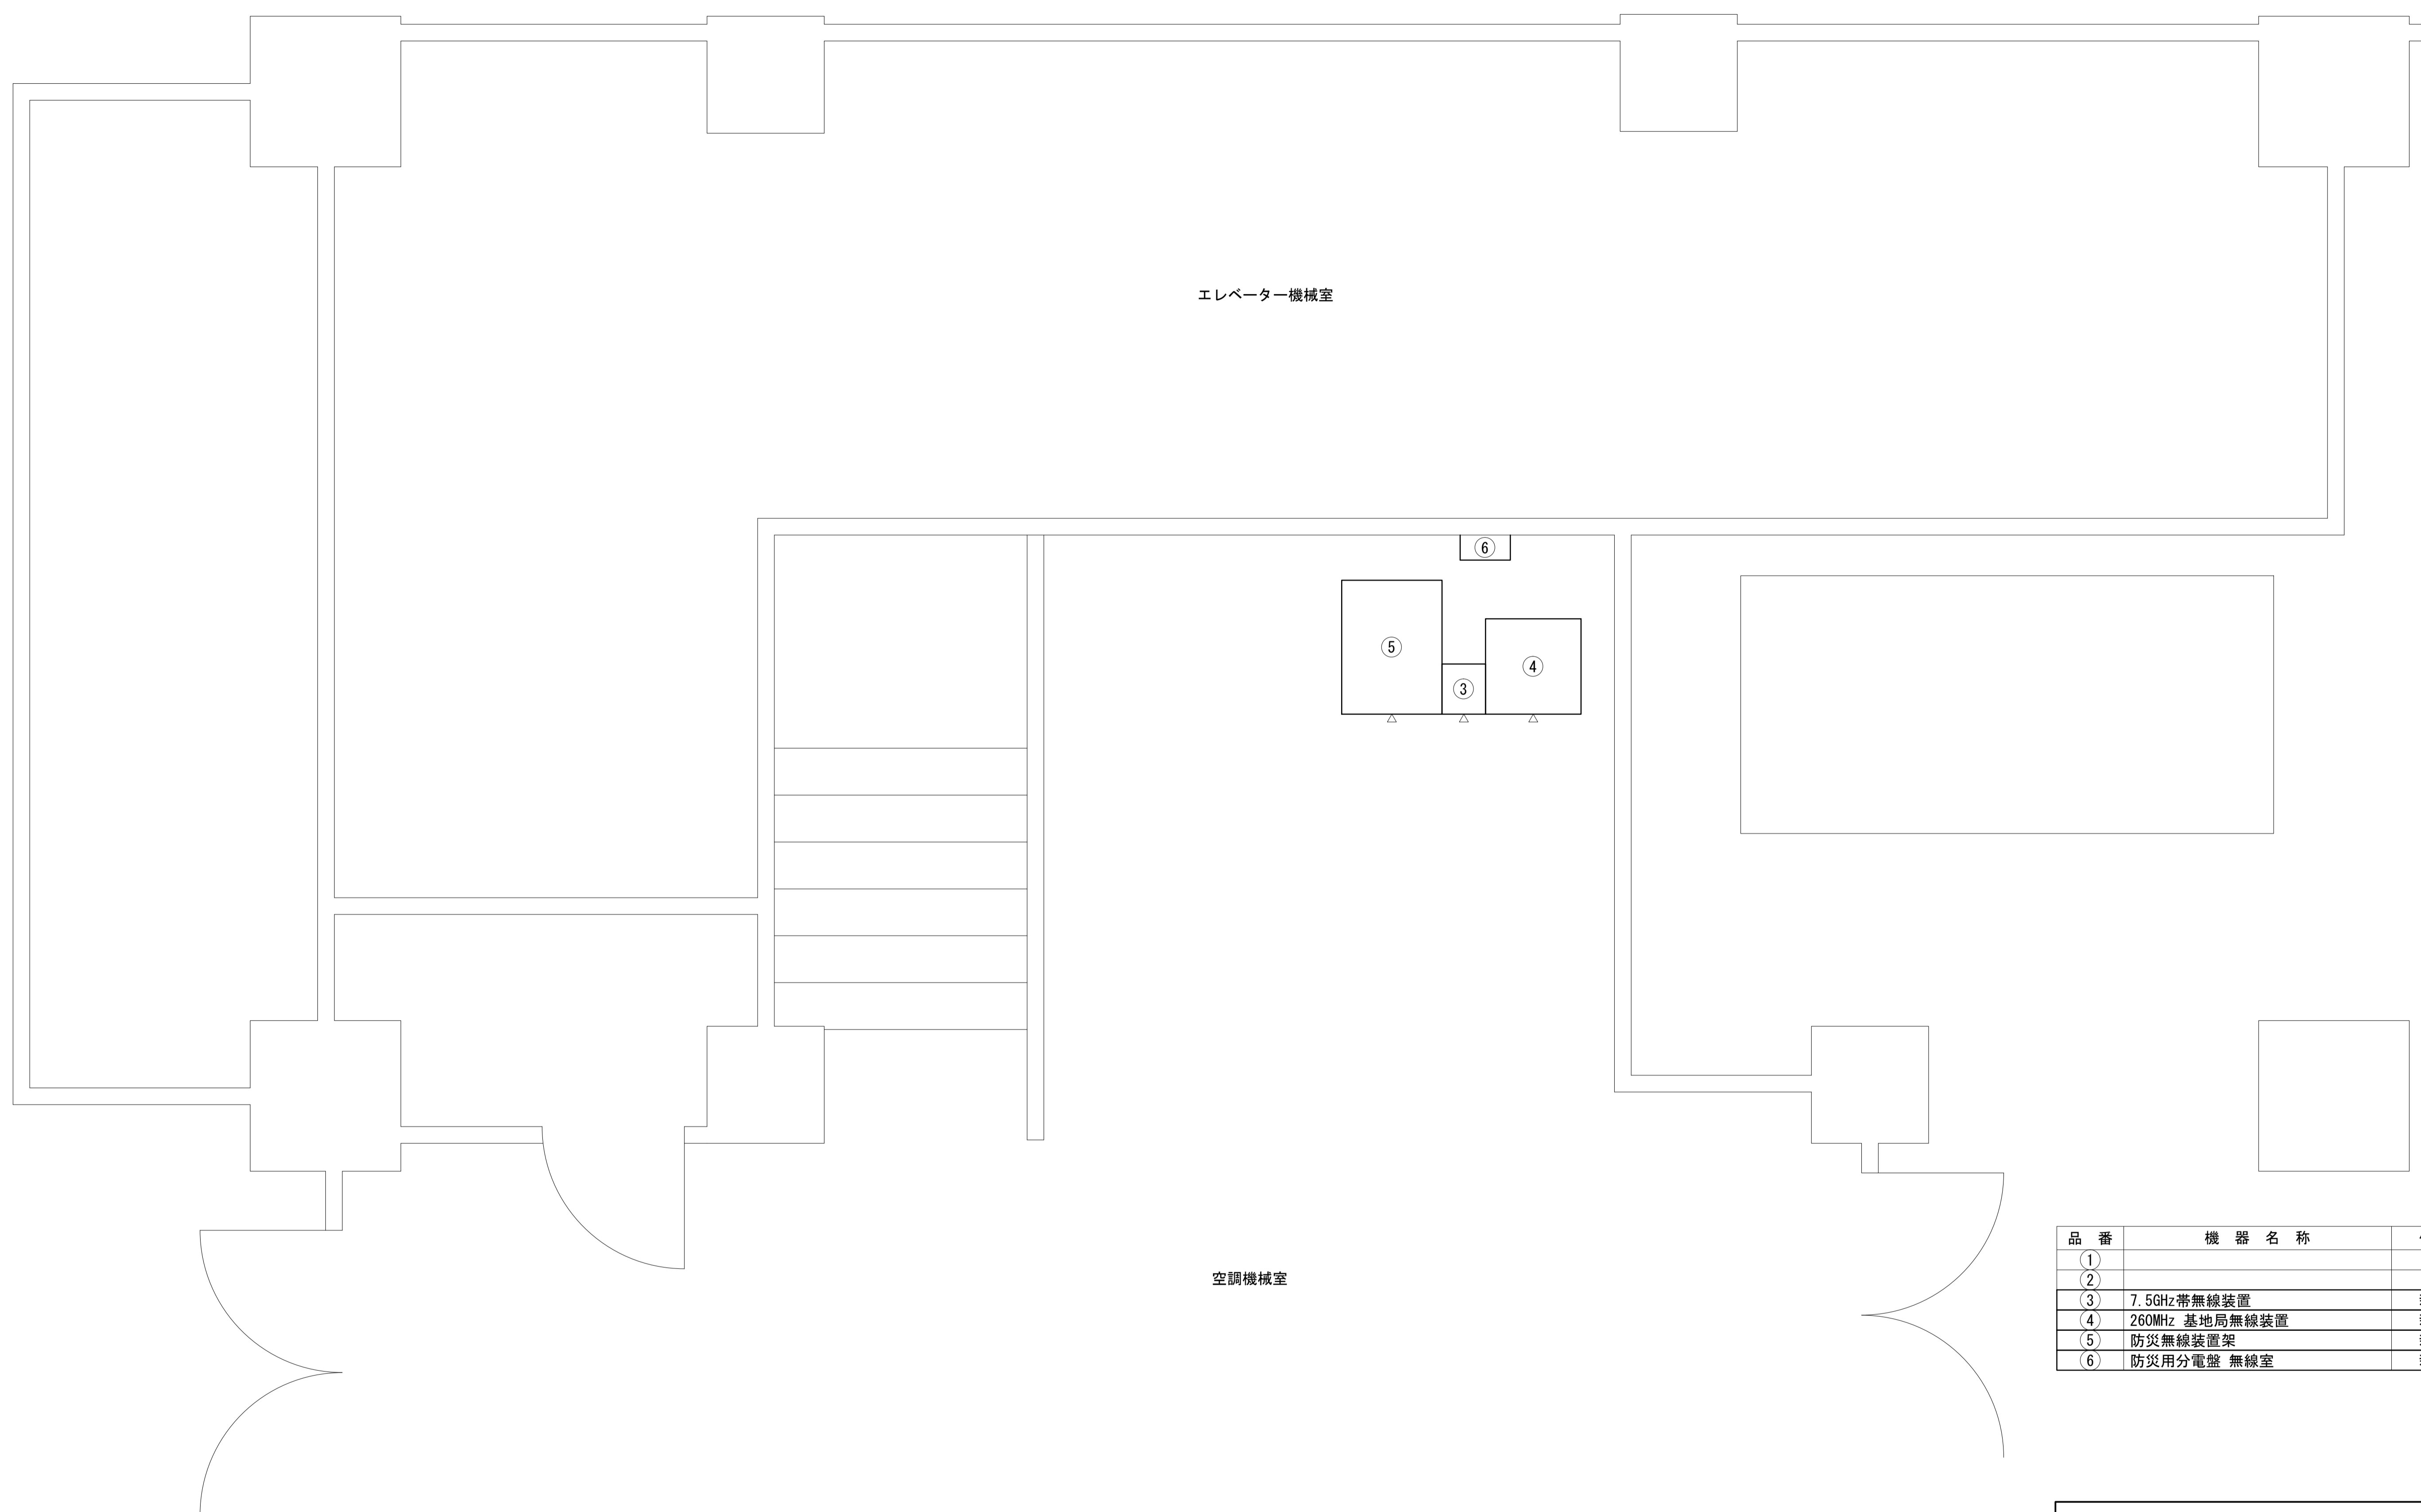 エレベーター機械室
⑥
⑤
④
③
空調機械室
品 番 機 器 名 称
①
②
③ 7.5GHz帯無線装置
④ 260MHz 基地局無線装置
⑤ 防災無線装置架
⑥ 防災用分電盤 無線室